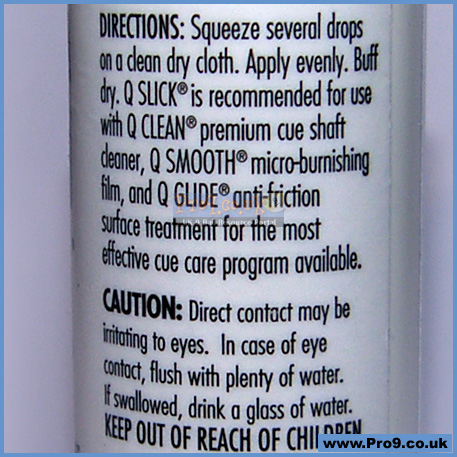 DIRECTIONS: Squeeze several drops
on a clean dry cloth. Apply evenly. Buff
dry. Q SLICK® is recommended for use
with Q CLEAN® premium cue shaft
cleaner, Q SMOOTH® micro-burnishing
film, and Q GLIDE® anti-friction
surface treatment for the most
effective cue care program available.
CAUTION: Direct contact may be
irritating to eyes. In case of eye
contact, flush with plenty of water.
If swallowed, drink a glass of water.
KEEP OUT OF REACH OF CHILDREN
www.Pro9.co.uk